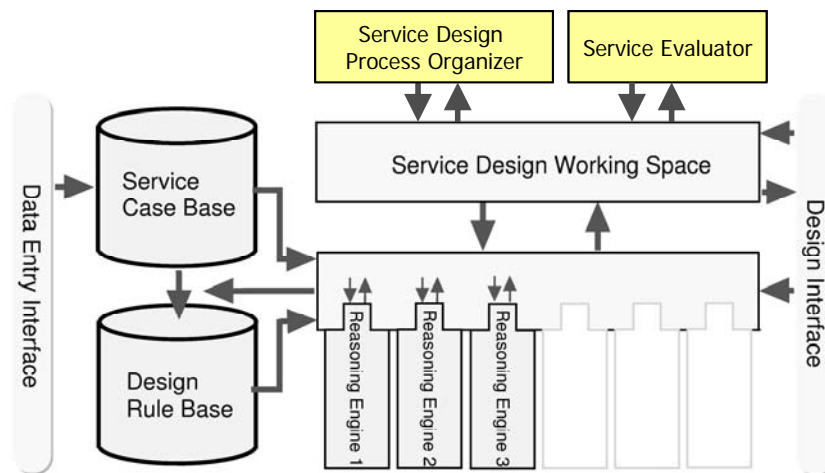 Service Design
Process Organizer
Service Evaluator
Data Entry Interface
Service
Case Base
Service Design Working Space
Design Interface
Design
Rule Base
Reasoning Engine 1
Reasoning Engine 2
Reasoning Engine 3